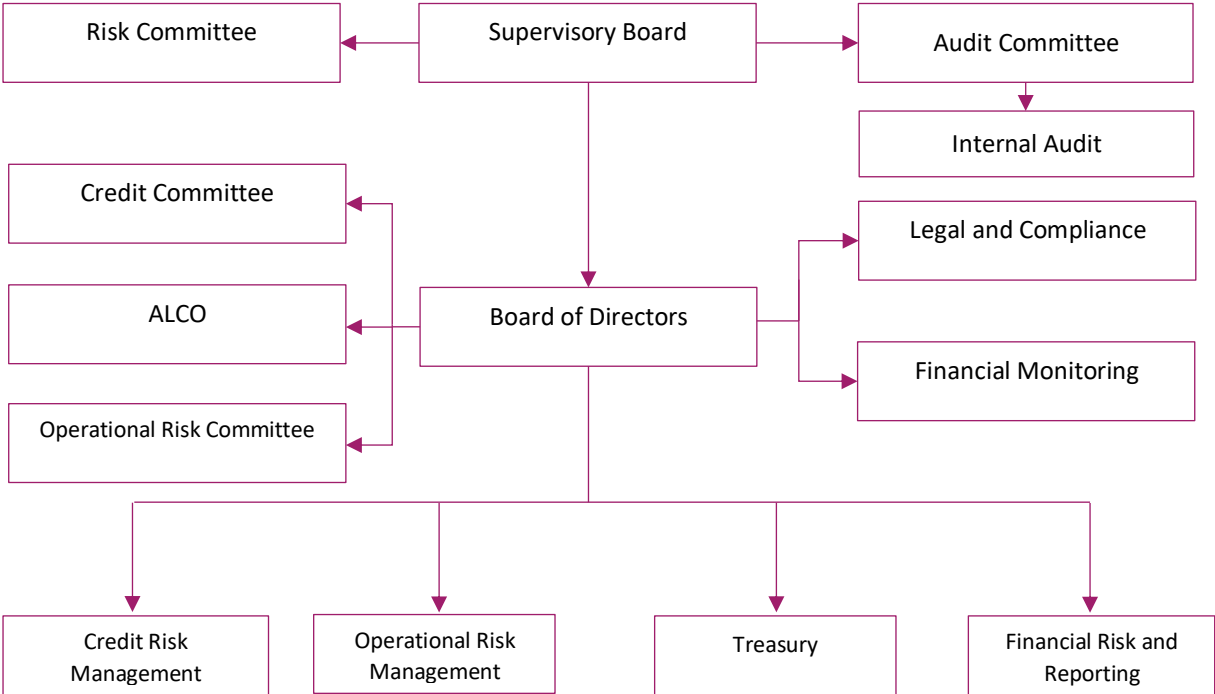 Risk Committee
Supervisory Board
Audit Committee
Internal Audit
Credit Committee
Legal and Compliance
ALCO
Board of Directors
Financial Monitoring
Operational Risk Committee
Credit Risk
Management
Operational Risk
Management
Treasury
Financial Risk and
Reporting